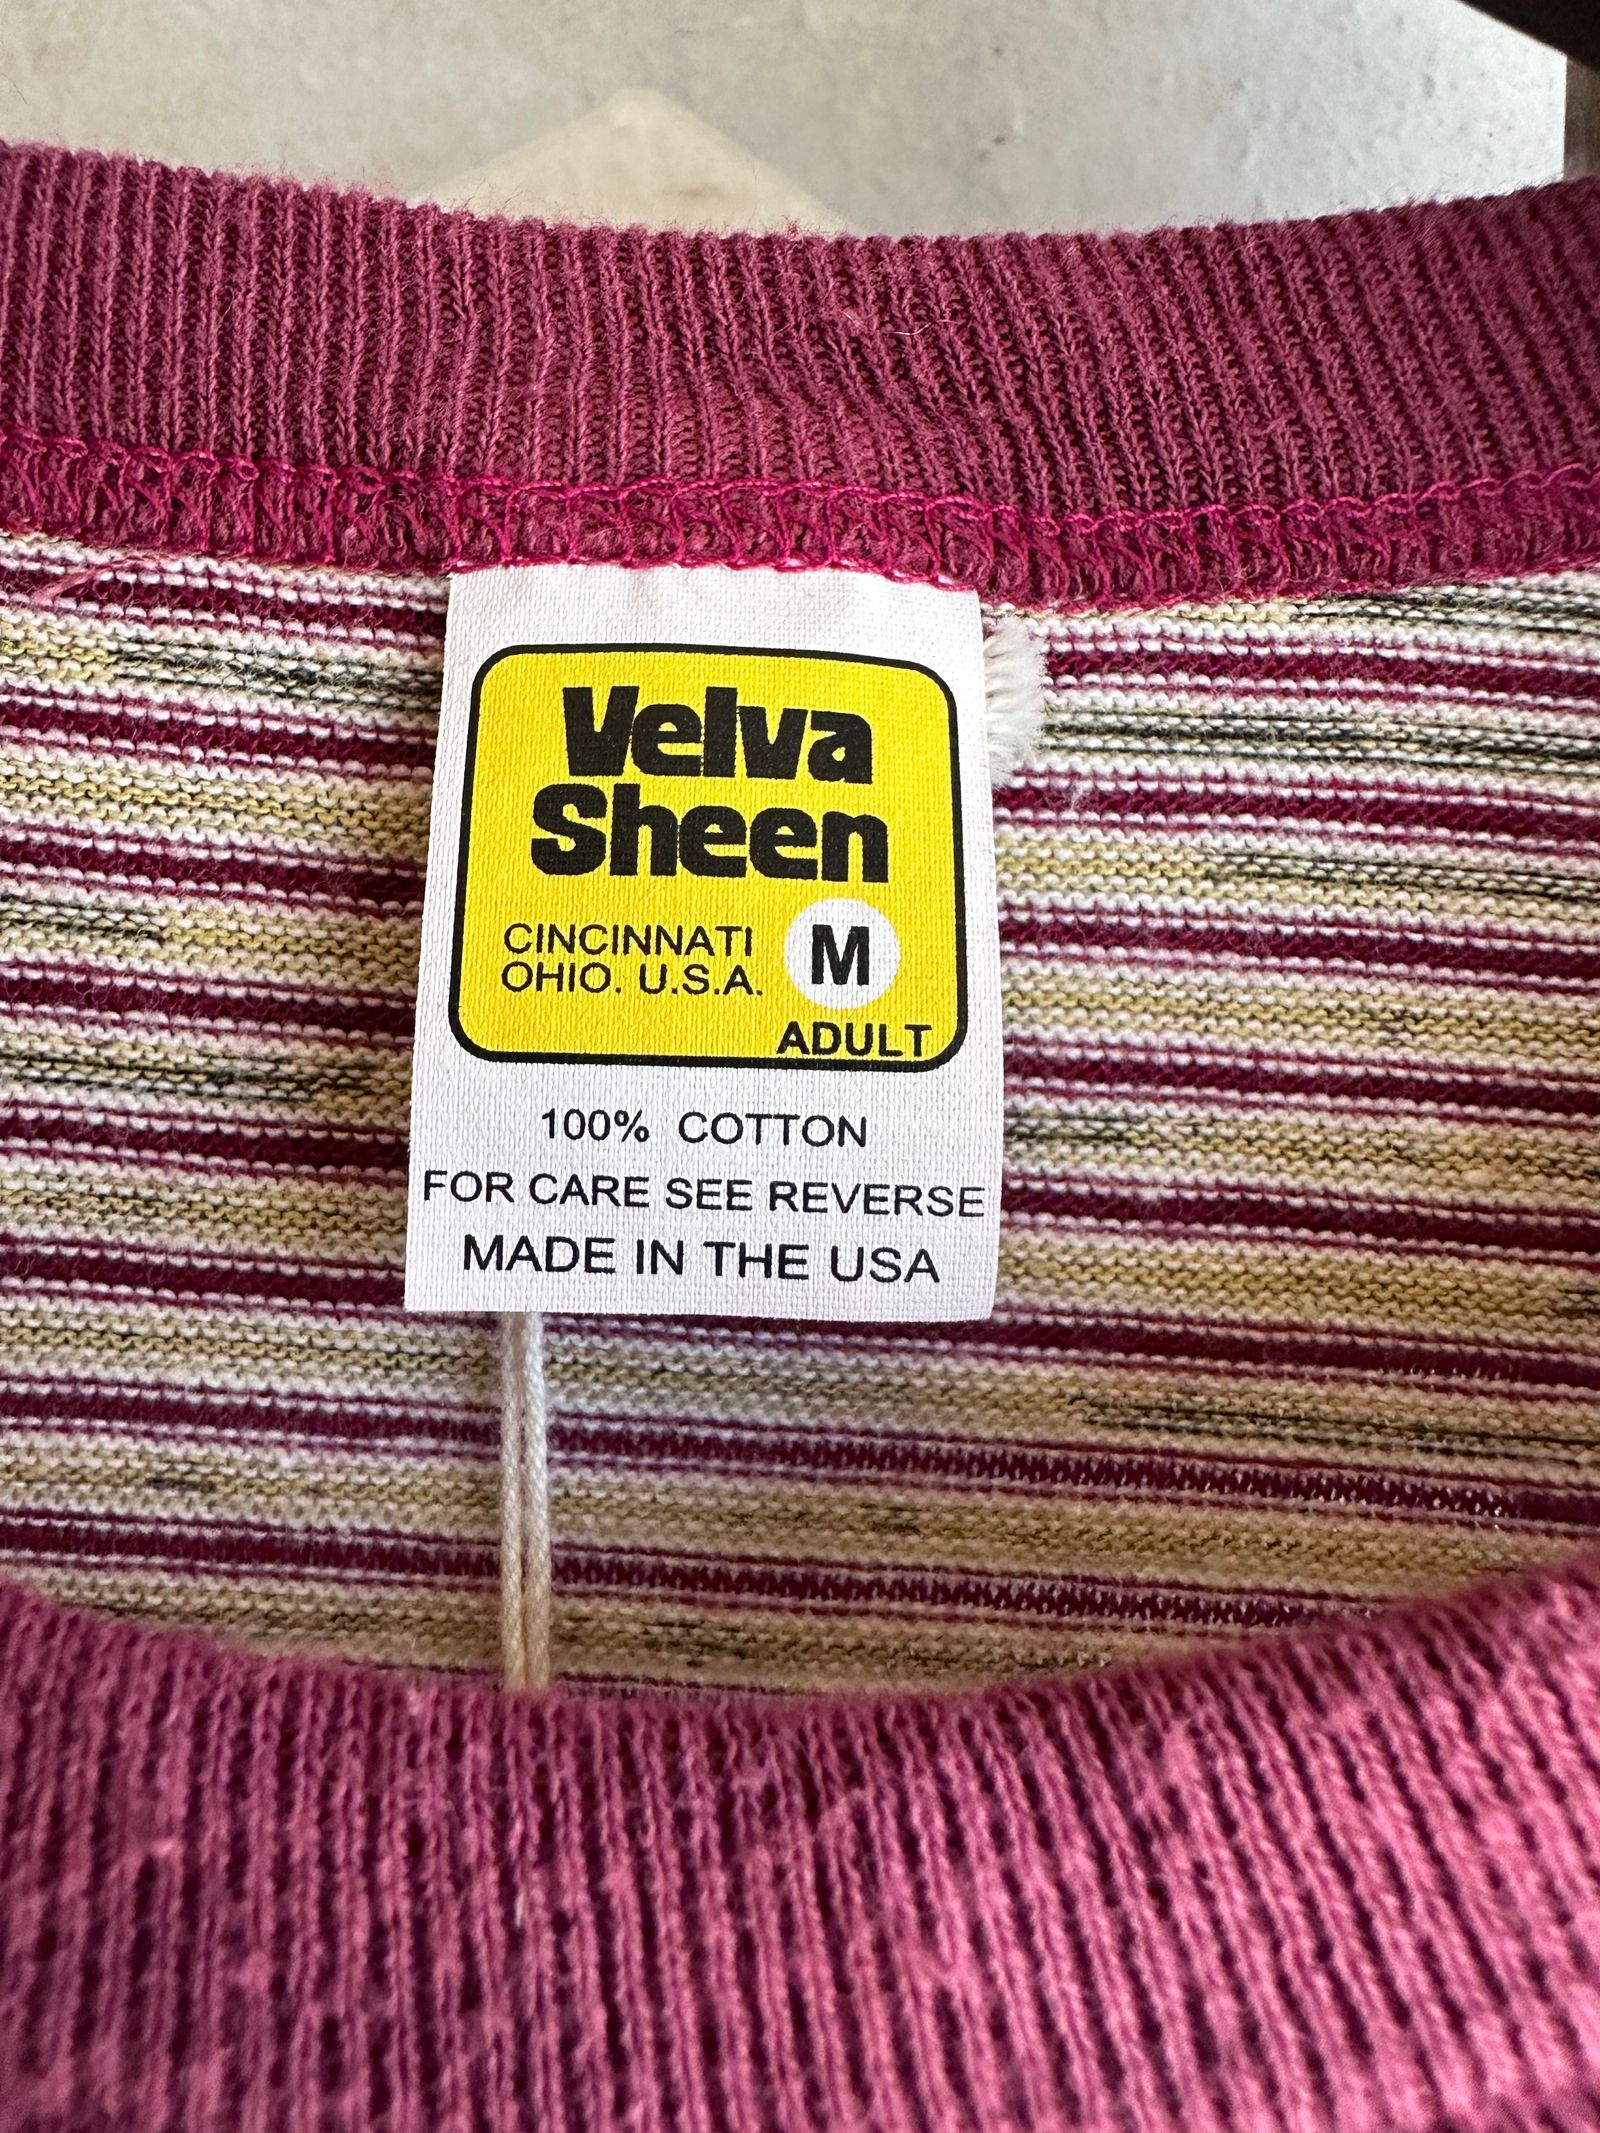 Velva
Sheen
CINCINNATI
OHIO. U.S.A.
M
ADULT
100% COTTON
FOR CARE SEE REVERSE
MADE IN THE USA